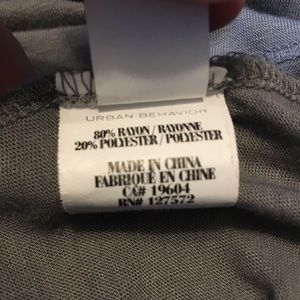 URBAN BEHAVIOR
80% RAYON / RAYONNE
20% POLYESTER / POLYESTER
MADE IN CHINA
FABRIQUÉ EN CHINE
CA# 19604
RN# 127572